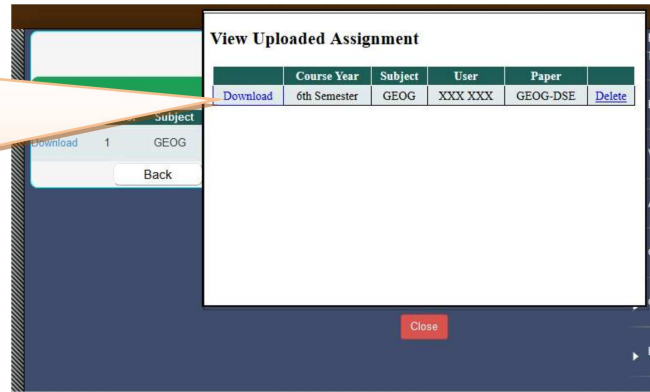 View Uploaded Assignment
Course Year Subject User Paper
Download 6th Semester GEOG XXX XXX GEOG-DSE Delete
Subject
Download 1 GEOG
Back
Close